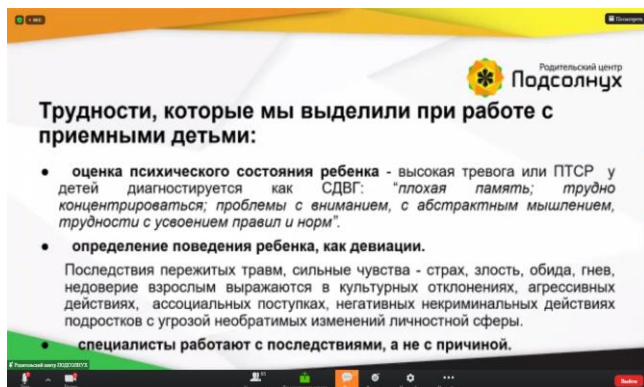 REC
Посмотреть
Родительский центр
Подсолнух
Трудности, которые мы выделили при работе с
приемными детьми:
● оценка психического состояния ребенка - высокая тревога или ПТСР у
детей диагностируется как СДВГ: “плохая память; трудно
концентрироваться; проблемы с вниманием, с абстрактным мышлением,
трудности с усвоением правил и норм”.
● определение поведения ребенка, как девиации.
Последствия пережитых травм, сильные чувства - страх, злость, обида, гнев,
недоверие взрослым выражаются в культурных отклонениях, агрессивных
действиях, ассоциальных поступках, негативных некриминальных действиях
подростков с угрозой необратимых изменений личностной сферы.
● специалисты работают с последствиями, а не с причиной.
Родительский центр ПОДСОЛНУХ
Выйти